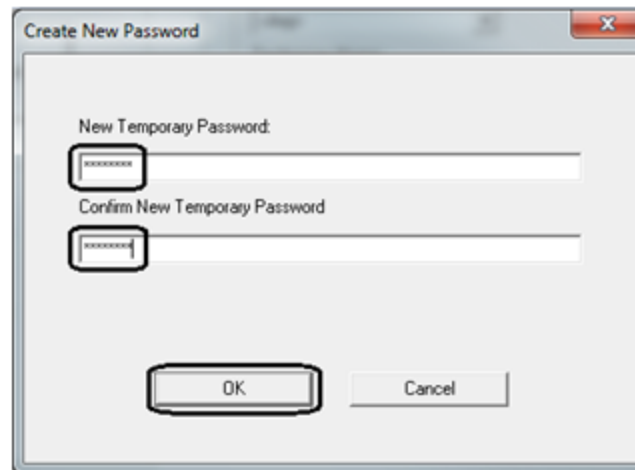 Create New Password
New Temporary Password:
********
Confirm New Temporary Password
********
OK
Cancel